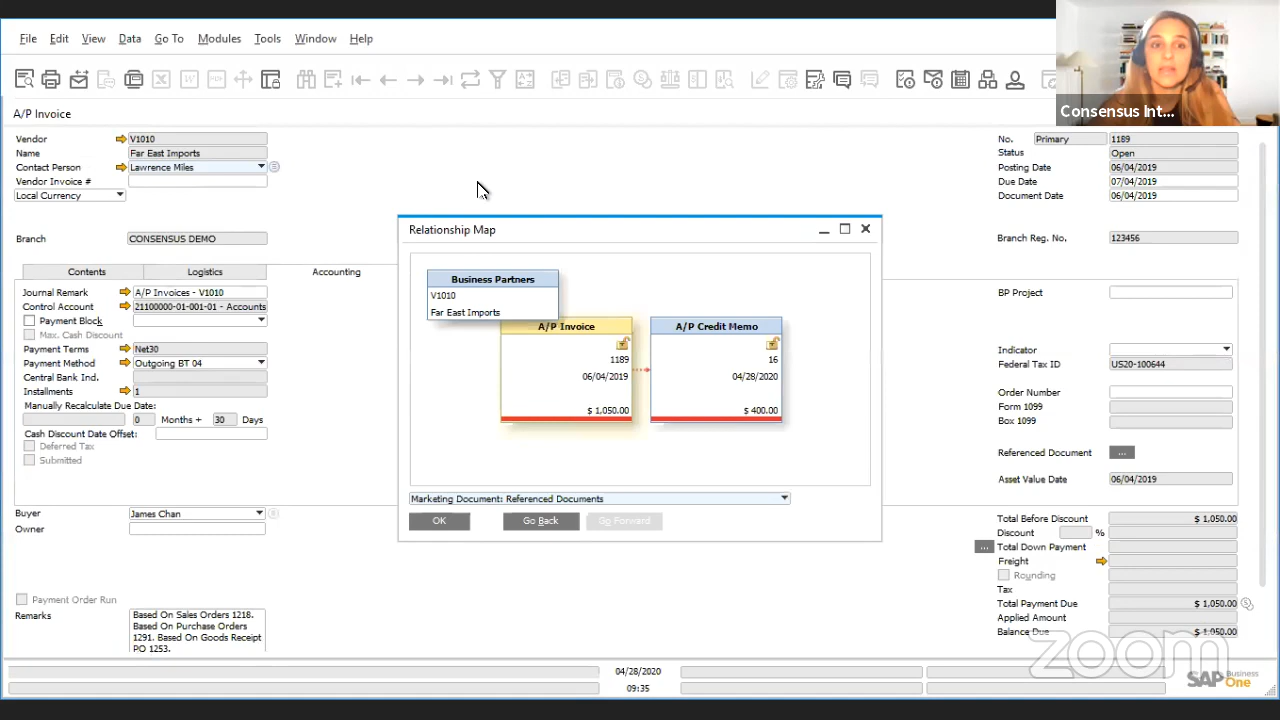 File Edit View Data Go To Modules Tools Window Help
Consensus Int...
A/P Invoice
Vendor V1010
Name Far East Imports
Contact Person Lawrence Miles
Vendor Invoice #
Local Currency
Branch CONSENSUS DEMO
No. Primary 1189
Status Open
Posting Date 06/04/2019
Due Date 07/04/2019
Document Date 06/04/2019
Branch Reg. No. 123456
Contents Logistics Accounting
Journal Remark A/P Invoices - V1010
Control Account 21100000-01-001-01 - Accounts
Payment Block
Max. Cash Discount
Payment Terms Net30
Payment Method Outgoing BT 04
Central Bank Ind.
Installments 1
Manually Recalculate Due Date:
0 Months + 30 Days
Cash Discount Date Offset:
Deferred Tax
Submitted
BP Project
Indicator
Federal Tax ID US20-100644
Order Number
Form 1099
Box 1099
Referenced Document ...
Asset Value Date 06/04/2019
Relationship Map
Business Partners
V1010
Far East Imports
A/P Invoice
1189
06/04/2019
$ 1,050.00
A/P Credit Memo
16
04/28/2020
$ 400.00
Marketing Document: Referenced Documents
OK Go Back Go Forward
Buyer James Chan
Owner
Payment Order Run
Remarks Based On Sales Orders 1218.
Based On Purchase Orders
1291. Based On Goods Receipt
PO 1253.
Total Before Discount $ 1,050.00
Discount %
... Total Down Payment
Freight
Rounding
Tax
Total Payment Due $ 1,050.00
Applied Amount
Balance Due $ 1,050.00
04/28/2020
09:35
zoom
SAP Business One